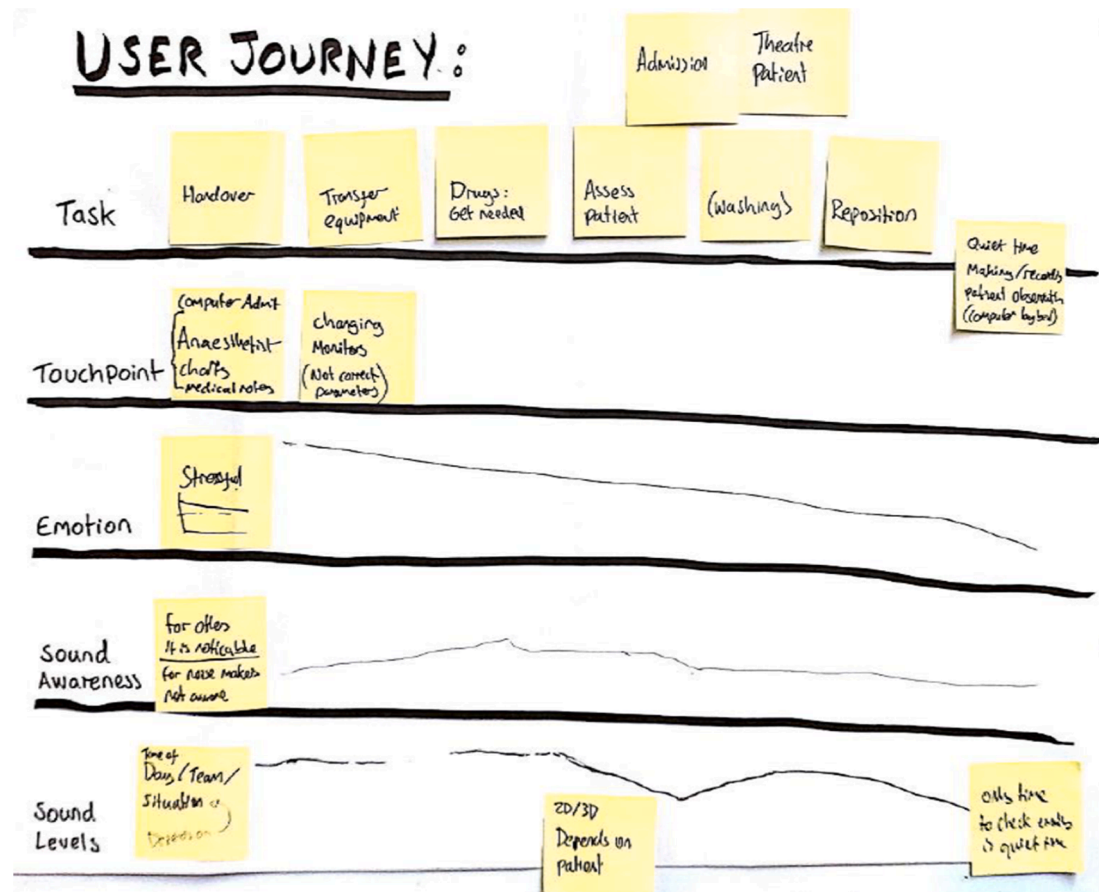 USER JOURNEY:
Admission
Theatre
patient
Task
Handover
Transfer
equipment
Drugs:
Get needed
Assess
patient
(washing)
Reposition
Quiet time
Making/records
patient
(computer
TouchPoint
Computer Admit
Anaesthetist
charts
medical notes
changing
Monitors
(Not correct)
parameters
Emotion
Stressful
Sound
Awareness
for others
it is noticable
for noise makers
not aware
Sound
Levels
Time of
Day/Team/
Situation
2D/3D
Depends on
patient
only time
to check emails
is quiet time